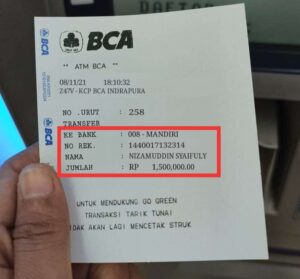 BCA
** ATM BCA **
08/11/21 18:10:32
Z47V - KCP BCA INDRAPURA
NO. URUT : 258
TRANSFER
KE BANK : 008 - MANDIRI
NO REK. : 1440017132314
NAMA : NIZAMUDDIN SYAIFULY
JUMLAH : RP 1,500,000.00
UNTUK MENDUKUNG GO GREEN
TRANSAKSI TARIK TUNAI
TIDAK AKAN LAGI MENCETAK STRUK
BCA
BCA